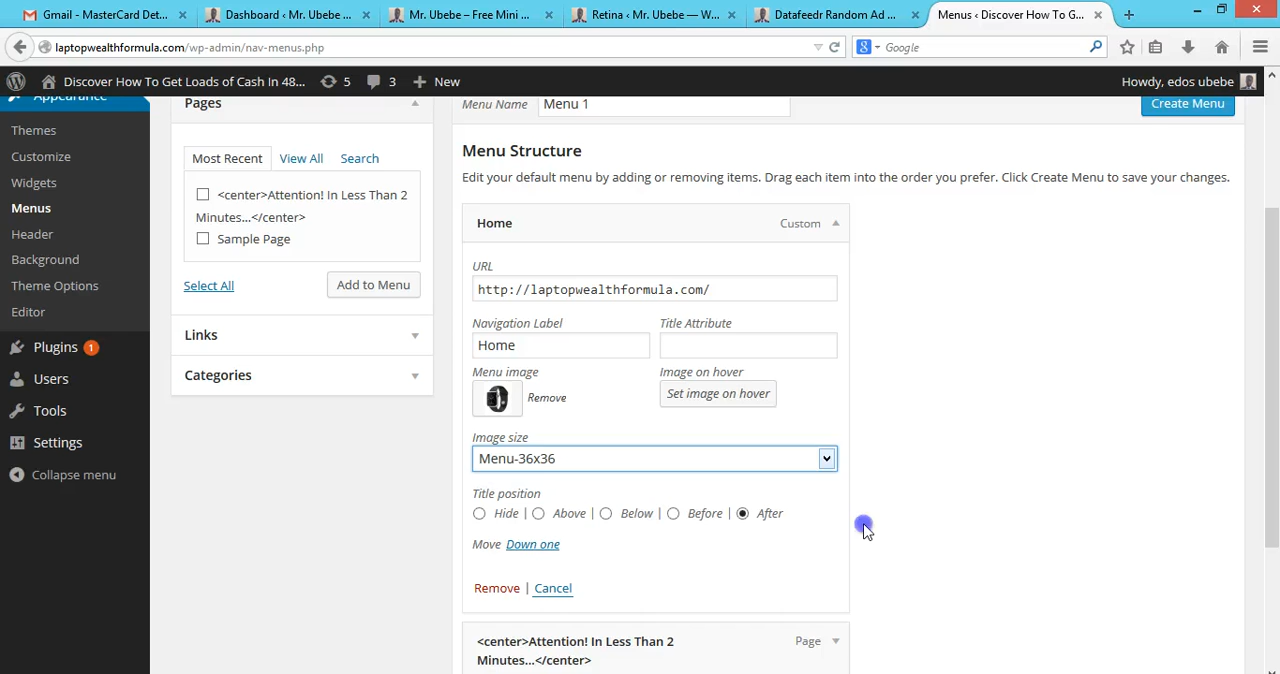 Gmail - MasterCard Det...
Dashboard ‹ Mr. Ubebe ...
Mr. Ubebe – Free Mini ...
Retina ‹ Mr. Ubebe — W...
Datafeedr Random Ad ...
Menus ‹ Discover How To G...
laptopwealthformula.com/wp-admin/nav-menus.php
Google
Discover How To Get Loads of Cash In 48...
5
3
New
Howdy, edos ubebe
Appearance
Themes
Customize
Widgets
Menus
Header
Background
Theme Options
Editor
Plugins 1
Users
Tools
Settings
Collapse menu
Pages
Most Recent
View All
Search
<center>Attention! In Less Than 2
Minutes...</center>
Sample Page
Select All
Add to Menu
Links
Categories
Menu Name
Menu 1
Create Menu
Menu Structure
Edit your default menu by adding or removing items. Drag each item into the order you prefer. Click Create Menu to save your changes.
Home
Custom
URL
http://laptopwealthformula.com/
Navigation Label
Title Attribute
Home
Menu image
Image on hover
Remove
Set image on hover
Image size
Menu-36x36
Title position
Hide | Above | Below | Before | After
Move Down one
Remove | Cancel
<center>Attention! In Less Than 2
Minutes...</center>
Page